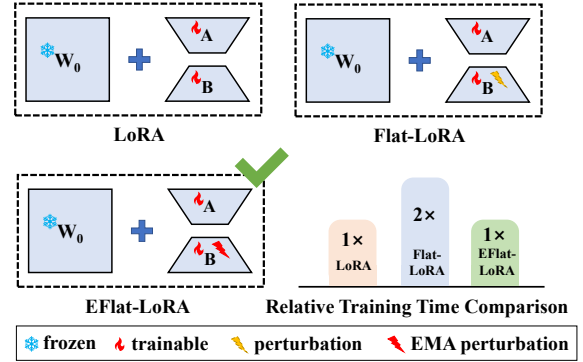 W₀
A
B
LoRA
W₀
A
B
Flat-LoRA
W₀
A
B
EFlat-LoRA
1×
LoRA
2×
Flat-
LoRA
1×
EFlat-
LoRA
Relative Training Time Comparison
frozen trainable perturbation EMA perturbation